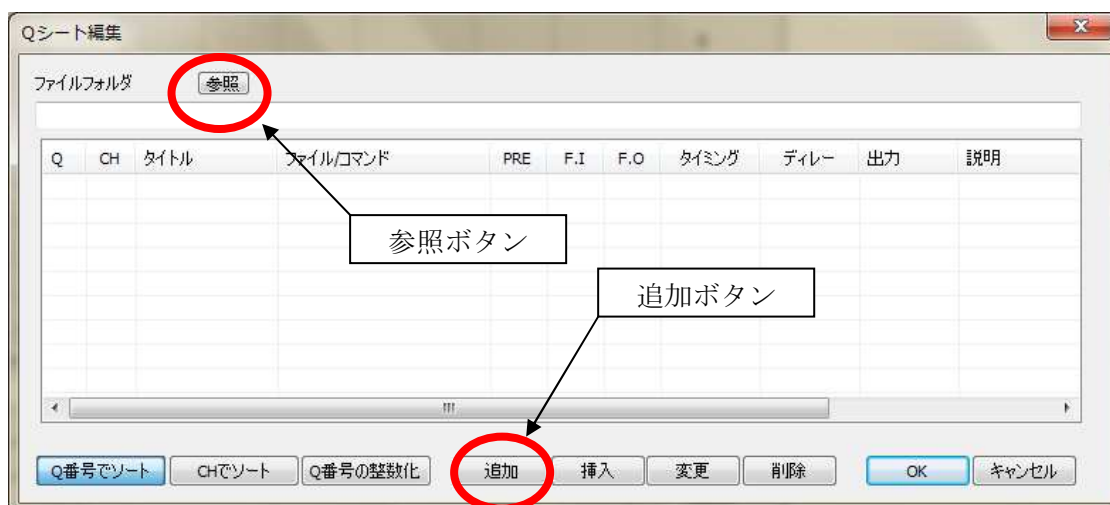 Qシート編集
ファイルフォルダ 参照
Q CH タイトル ファイル/コマンド PRE F.I F.O タイミング ディレー 出力 説明
参照ボタン
追加ボタン
Q番号でソート CHでソート Q番号の整数化 追加 挿入 変更 削除 OK キャンセル